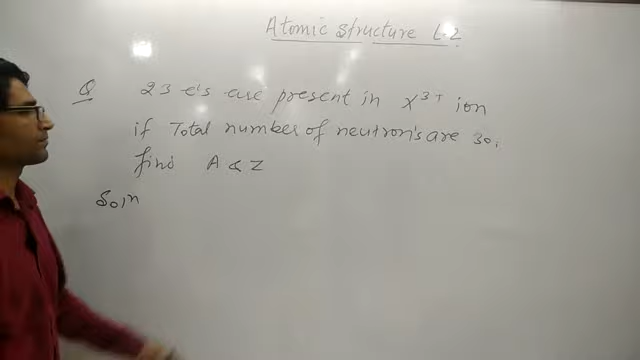 Atomic structure L-2
Q 23 e's are present in X3+ ion
if Total number of neutron's are 30.
find A & Z
Soln